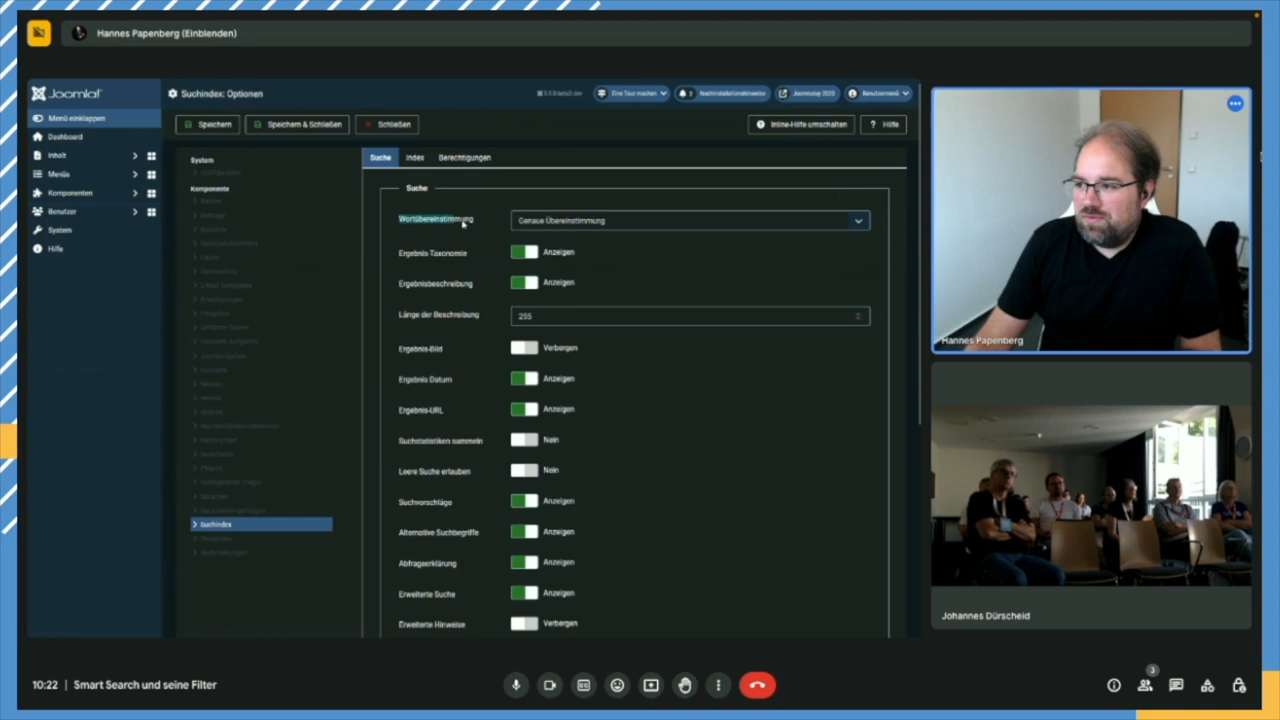 Hannes Papenberg (Einblenden)
Joomla!
Suchindex: Optionen
Eine Tour machen
Nachinstallationshinweise
Joomladay 2023
Benutzermenü
Menü einklappen
Speichern
Speichern & Schließen
Schließen
Inline-Hilfe umschalten
? Hilfe
Dashboard
Inhalt
Menüs
Komponenten
Benutzer
System
Hilfe
System
Konfiguration
Komponente
Suchindex
Templates
Suche
Index
Berechtigungen
Suche
Wortübereinstimmung
Genaue Übereinstimmung
Ergebnis-Taxonomie
Anzeigen
Ergebnisbeschreibung
Anzeigen
Länge der Beschreibung
255
Ergebnis-Bild
Verbergen
Ergebnis Datum
Anzeigen
Ergebnis-URL
Anzeigen
Suchstatistiken sammeln
Nein
Leere Suche erlauben
Nein
Suchvorschläge
Anzeigen
Alternative Suchbegriffe
Anzeigen
Abfrageerklärung
Anzeigen
Erweiterte Suche
Anzeigen
Erweiterte Hinweise
Verbergen
Hannes Papenberg
Johannes Dürscheid
10:22 | Smart Search und seine Filter
3